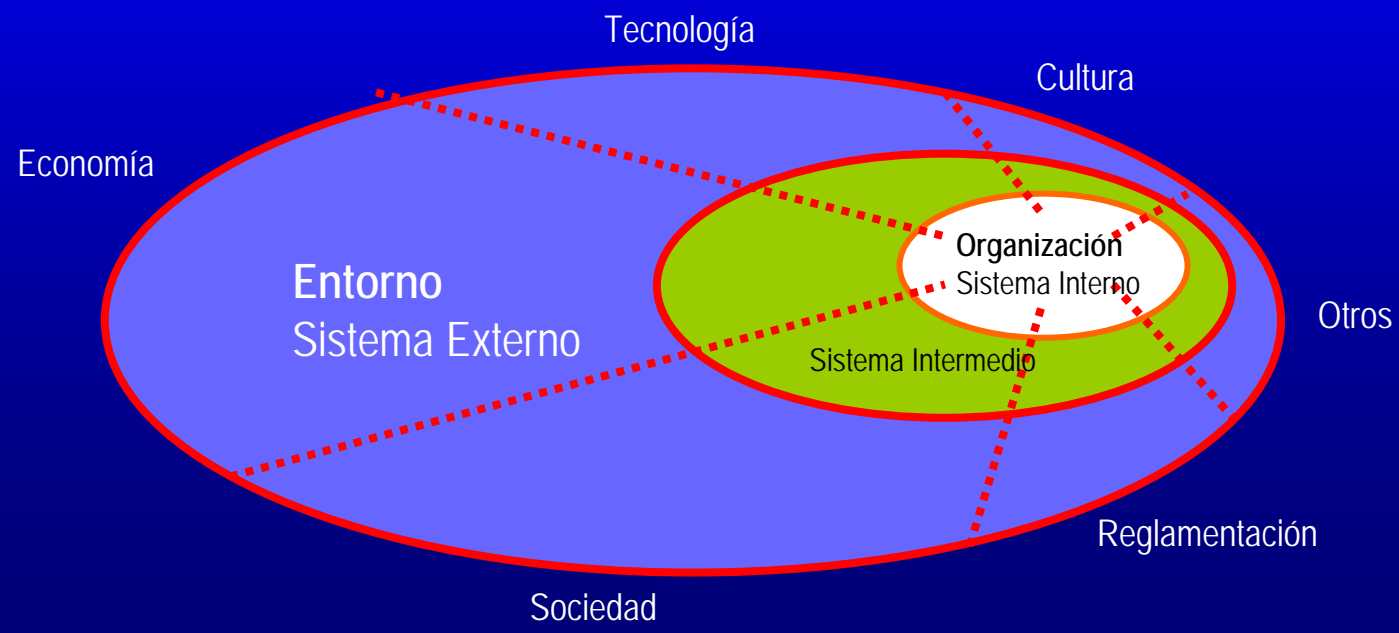 Tecnología
Cultura
Economía
Organización
Sistema Interno
Entorno
Sistema Externo
Otros
Sistema Intermedio
Reglamentación
Sociedad